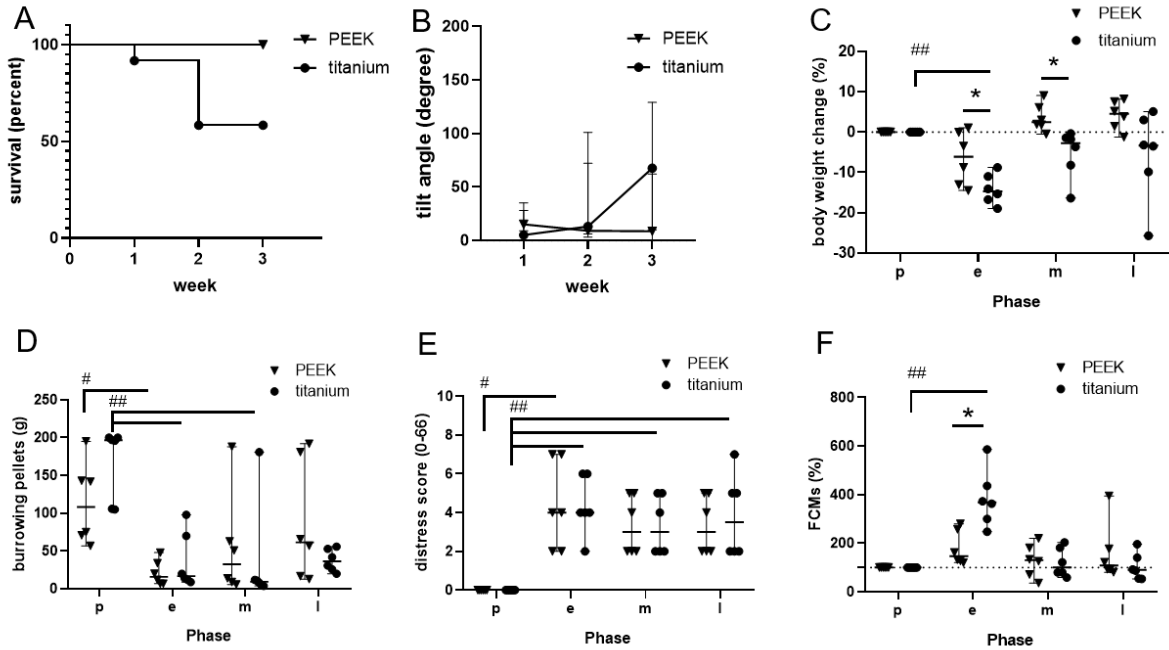 A
survival (percent)
100
50
0
0 1 2 3
week
PEEK
titanium
B
tilt angle (degree)
200
150
100
50
0
1 2 3
week
PEEK
titanium
C
body weight change (%)
20
10
0
-10
-20
-30
p e m l
Phase
PEEK
titanium
##
*
*
D
burrowing pellets (g)
250
200
150
100
50
0
p e m l
Phase
PEEK
titanium
#
##
E
distress score (0-66)
10
8
6
4
2
0
p e m l
Phase
PEEK
titanium
#
##
F
FCMs (%)
800
600
400
200
0
p e m l
Phase
PEEK
titanium
##
*